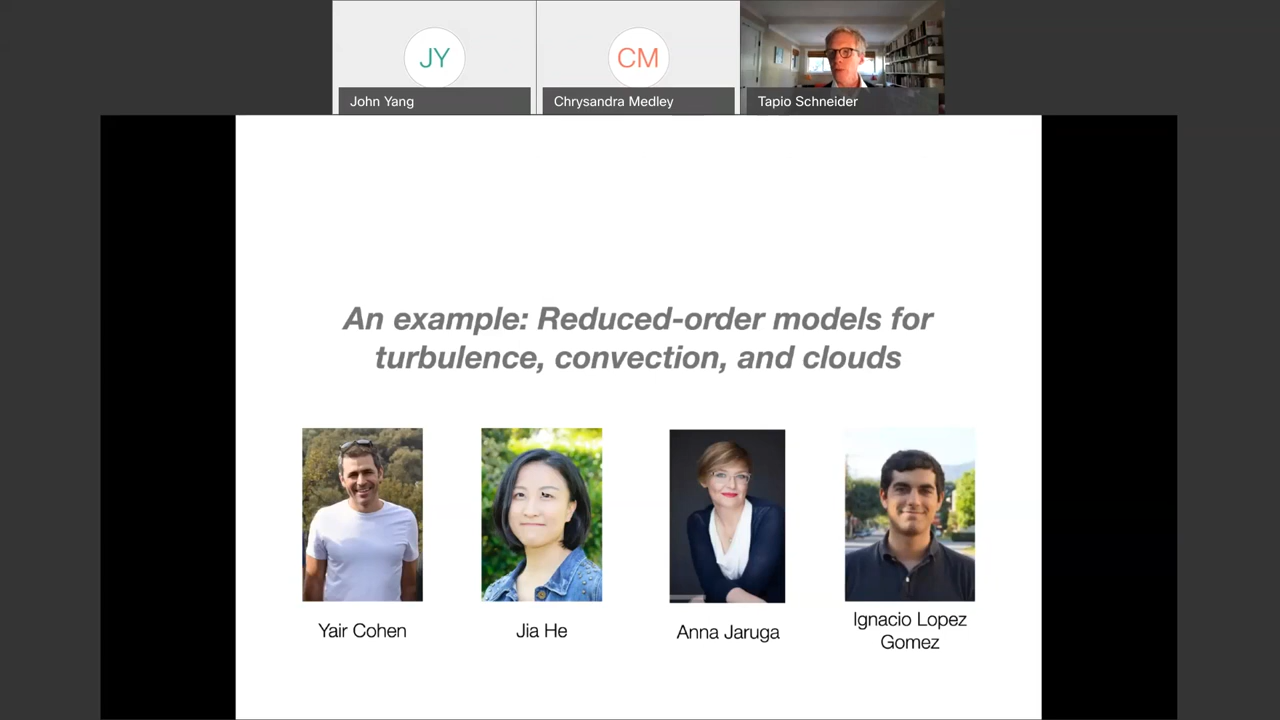 JY
CM
John Yang
Chrysandra Medley
Tapio Schneider
An example: Reduced-order models for
turbulence, convection, and clouds
Yair Cohen
Jia He
Anna Jaruga
Ignacio Lopez
Gomez